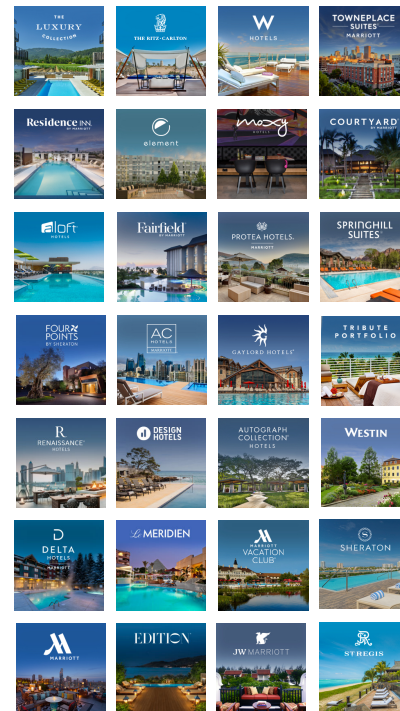 THE
LUXURY
COLLECTION
THE RITZ-CARLTON
W
HOTELS
TOWNEPLACE
SUITES®
MARRIOTT
Residence INN.
BY MARRIOTT
element
moxy
HOTELS
COURTYARD®
BY MARRIOTT
aloft
HOTELS
Fairfield®
BY MARRIOTT
PROTEA HOTELS.
MARRIOTT
SPRINGHILL
SUITES®
FOUR
POINTS
BY SHERATON
AC
HOTELS
MARRIOTT
GAYLORD HOTELS®
TRIBUTE
PORTFOLIO
R
RENAISSANCE®
HOTELS
DESIGN
HOTELS
AUTOGRAPH
COLLECTION®
HOTELS
WESTIN
D
DELTA
HOTELS
MARRIOTT
Le MERIDIEN
MARRIOTT
VACATION
CLUB®
S
SHERATON
MARRIOTT
EDITION
JW MARRIOTT
ST REGIS